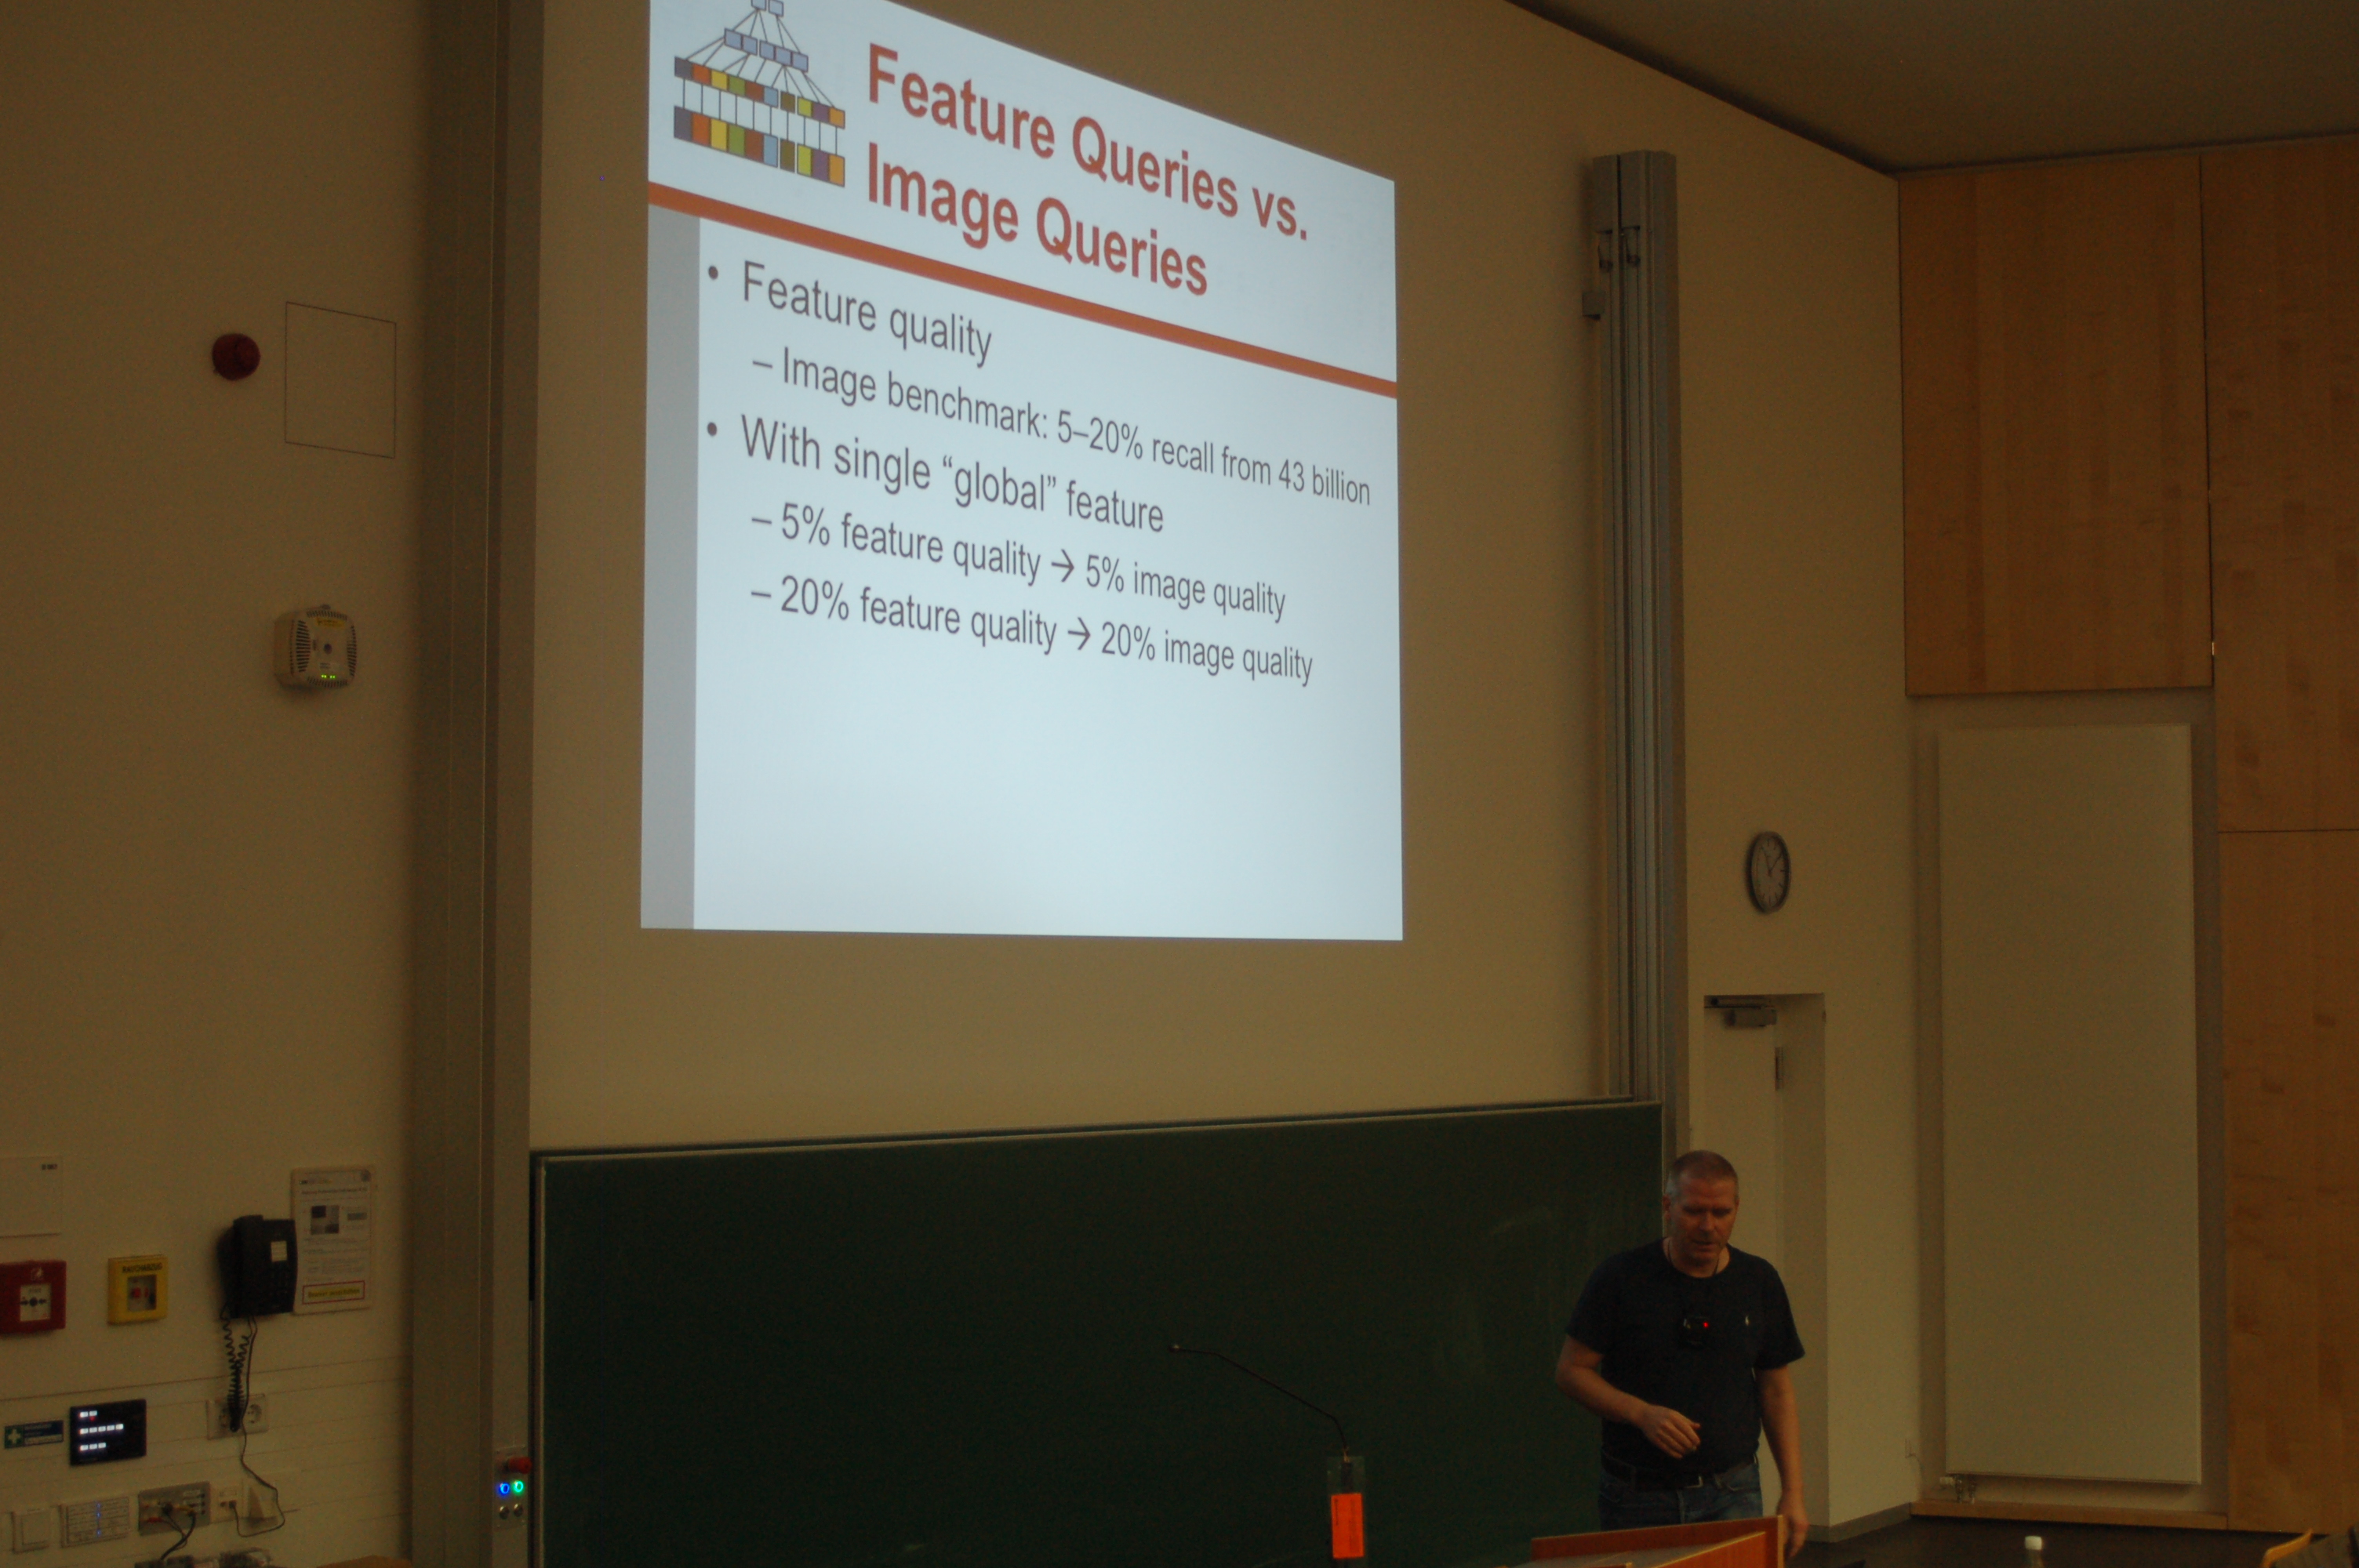 Feature Queries vs.
Image Queries
• Feature quality
– Image benchmark: 5–20% recall from 43 billion
• With single “global” feature
– 5% feature quality → 5% image quality
– 20% feature quality → 20% image quality